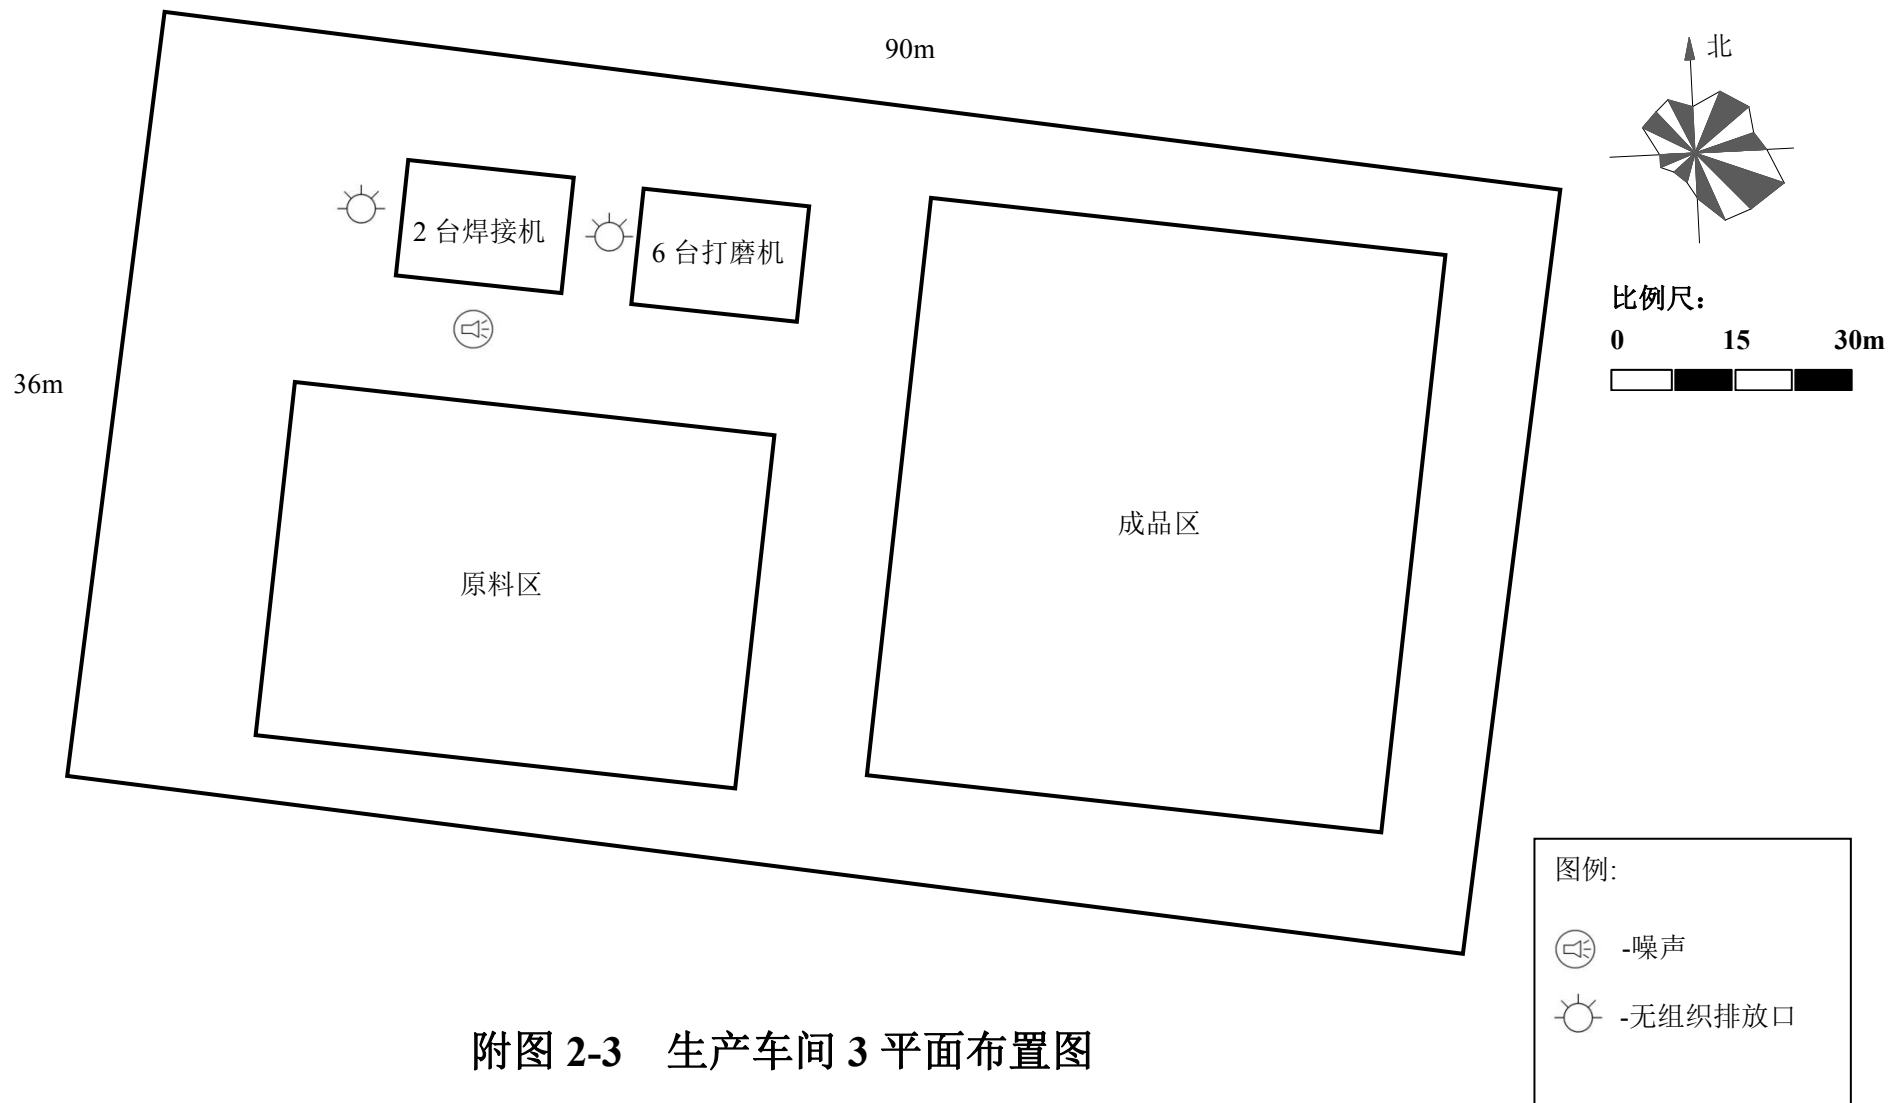 90m
北
2 台焊接机
6 台打磨机
比例尺：
0 15 30m
36m
成品区
原料区
图例:
-噪声
-无组织排放口
附图 2-3 生产车间 3 平面布置图